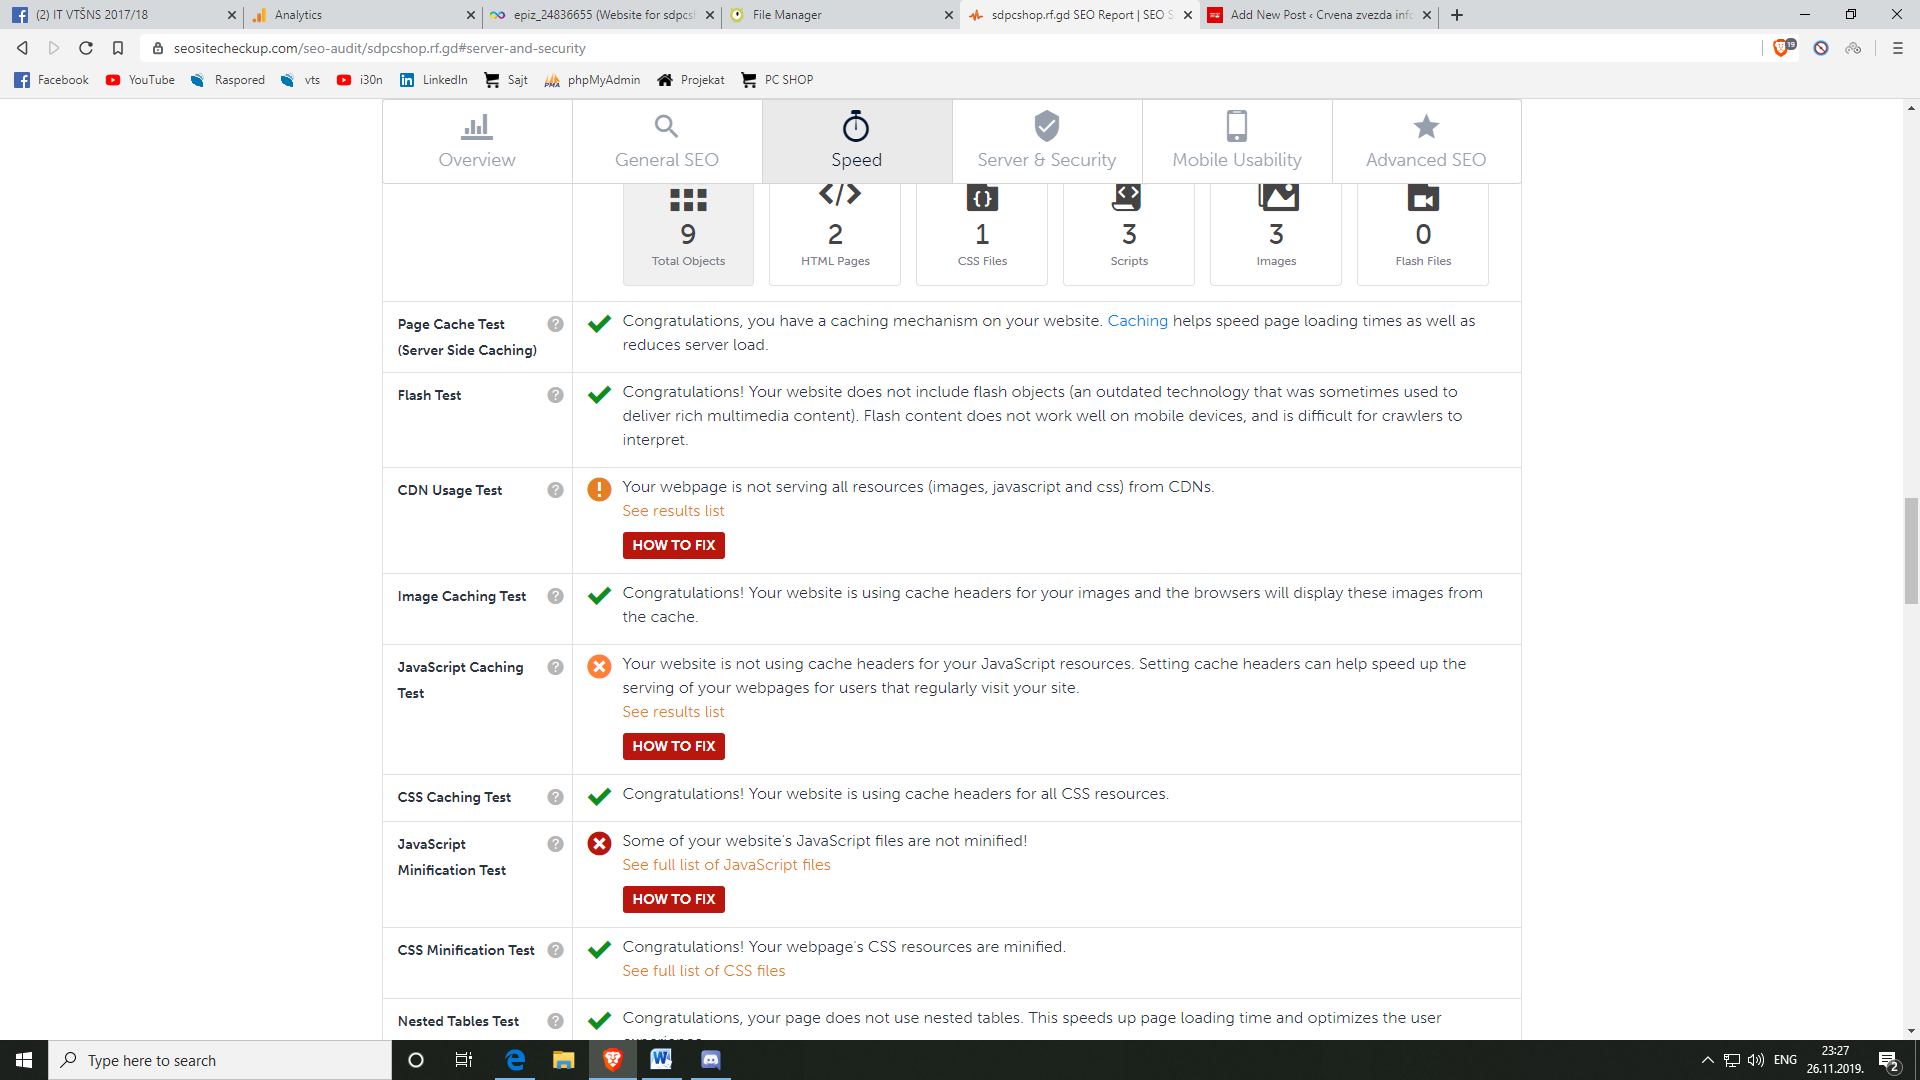 (2) IT VTŠNS 2017/18
Analytics
epiz_24836655 (Website for sdpcsl
File Manager
sdpcshop.rf.gd SEO Report | SEO S
Add New Post ‹ Crvena zvezda info
seositecheckup.com/seo-audit/sdpcshop.rf.gd#server-and-security
19
Facebook
YouTube
Raspored
vts
i30n
LinkedIn
Sajt
PMA
phpMyAdmin
Projekat
PC SHOP
Overview
General SEO
Speed
Server & Security
Mobile Usability
Advanced SEO
9
Total Objects
2
HTML Pages
1
CSS Files
3
Scripts
3
Images
0
Flash Files
Page Cache Test
(Server Side Caching)
Congratulations, you have a caching mechanism on your website. Caching helps speed page loading times as well as
reduces server load.
Flash Test
Congratulations! Your website does not include flash objects (an outdated technology that was sometimes used to
deliver rich multimedia content). Flash content does not work well on mobile devices, and is difficult for crawlers to
interpret.
CDN Usage Test
Your webpage is not serving all resources (images, javascript and css) from CDNs.
See results list
HOW TO FIX
Image Caching Test
Congratulations! Your website is using cache headers for your images and the browsers will display these images from
the cache.
JavaScript Caching
Test
Your website is not using cache headers for your JavaScript resources. Setting cache headers can help speed up the
serving of your webpages for users that regularly visit your site.
See results list
HOW TO FIX
CSS Caching Test
Congratulations! Your website is using cache headers for all CSS resources.
JavaScript
Minification Test
Some of your website's JavaScript files are not minified!
See full list of JavaScript files
HOW TO FIX
CSS Minification Test
Congratulations! Your webpage's CSS resources are minified.
See full list of CSS files
Nested Tables Test
Congratulations, your page does not use nested tables. This speeds up page loading time and optimizes the user
Type here to search
ENG
23:27
26.11.2019.
2